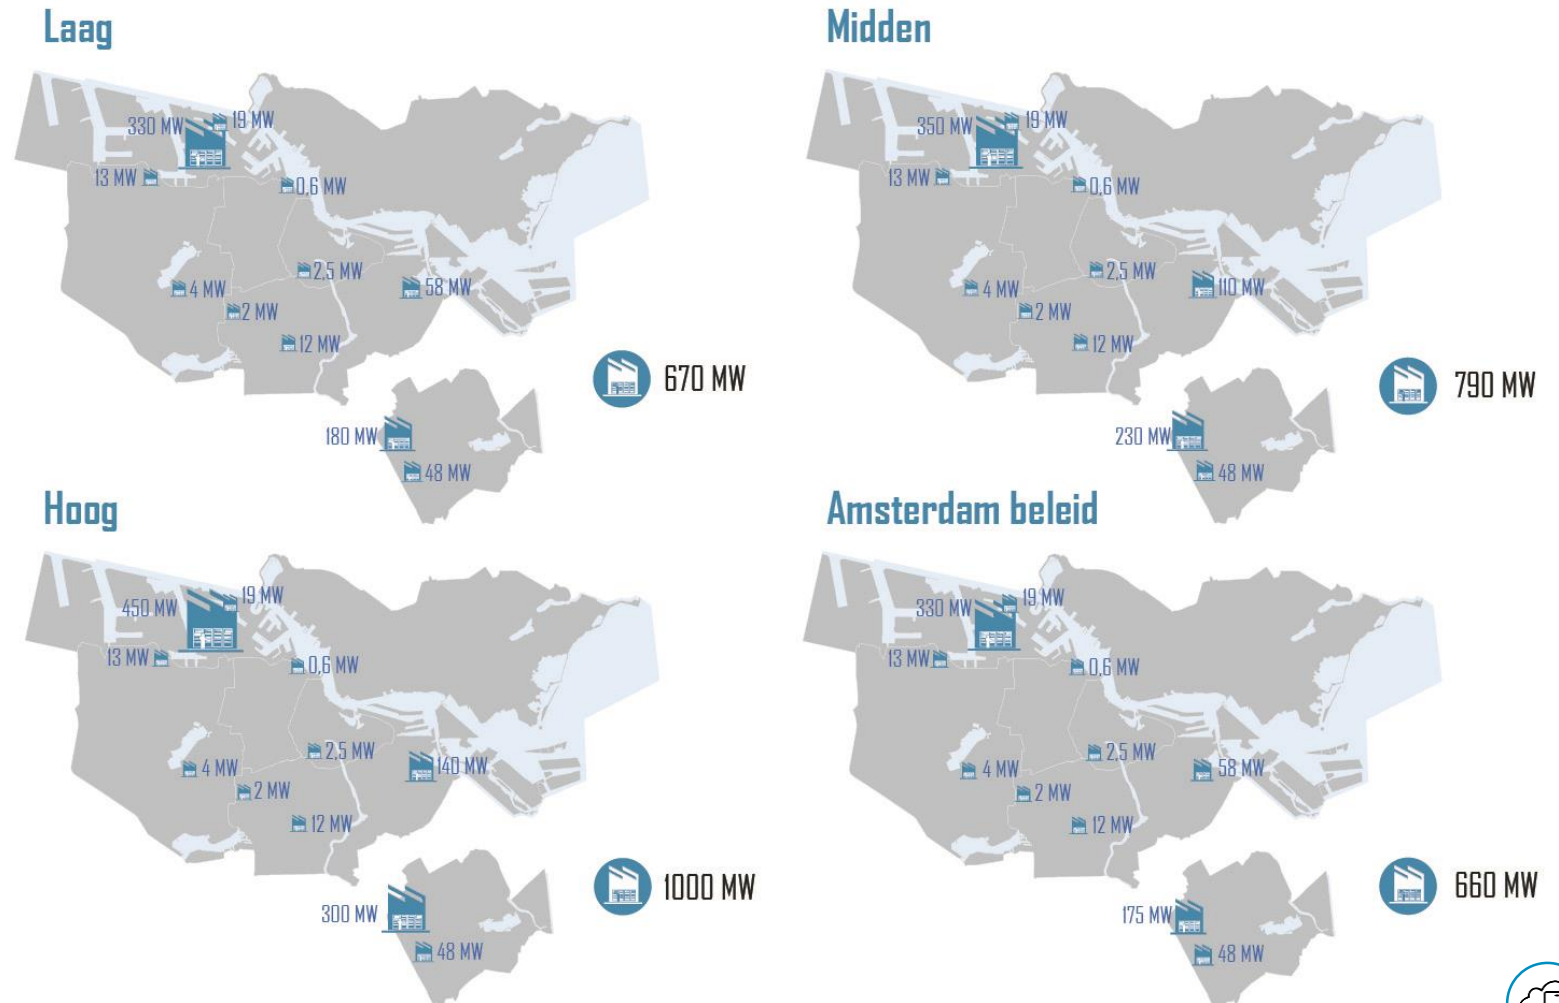 Laag
330 MW
19 MW
13 MW
0,6 MW
2,5 MW
4 MW
58 MW
2 MW
12 MW
670 MW
180 MW
48 MW
Midden
350 MW
19 MW
13 MW
0,6 MW
2,5 MW
4 MW
110 MW
2 MW
12 MW
790 MW
230 MW
48 MW
Hoog
450 MW
19 MW
13 MW
0,6 MW
2,5 MW
4 MW
140 MW
2 MW
12 MW
1000 MW
300 MW
48 MW
Amsterdam beleid
330 MW
19 MW
13 MW
0,6 MW
2,5 MW
4 MW
58 MW
2 MW
12 MW
660 MW
175 MW
48 MW